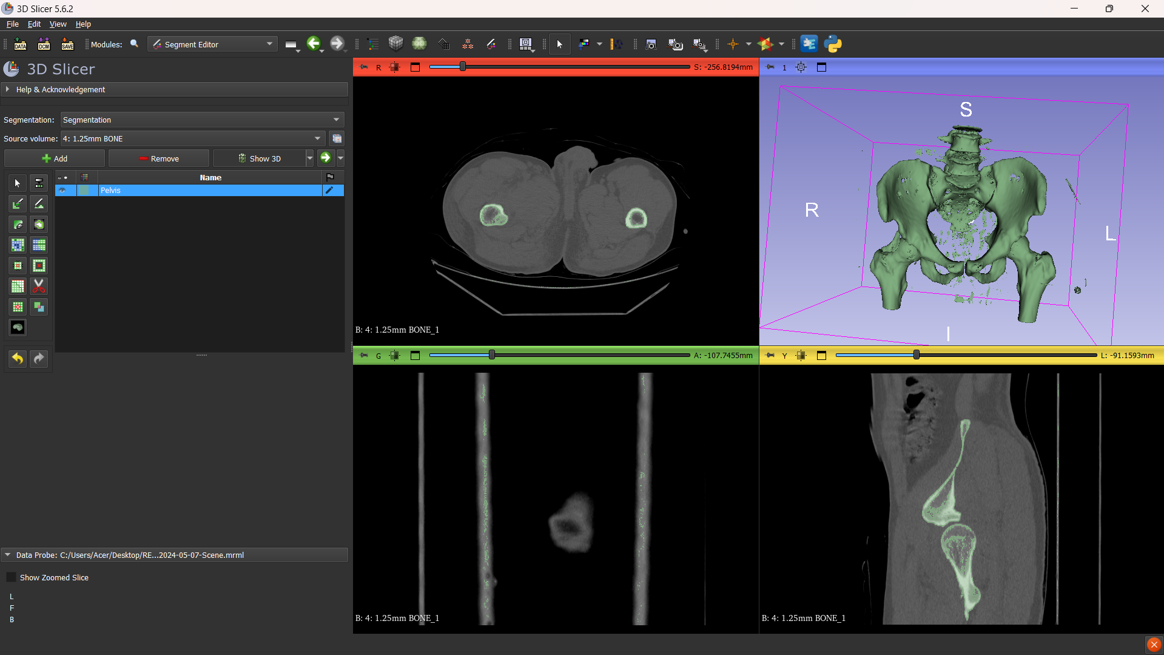 3D Slicer 5.6.2
File Edit View Help
DATA DCM SAVE Modules: Segment Editor
3D Slicer
Help & Acknowledgement
Segmentation: Segmentation
Source volume: 4: 1.25mm BONE
Add Remove Show 3D
Name
Pelvis
Data Probe: C:/Users/Acer/Desktop/RE...2024-05-07-Scene.mrml
Show Zoomed Slice
L
F
B
R S: -256.8194mm
B: 4: 1.25mm BONE_1
1
S
R
L
I
G A: -107.7455mm
B: 4: 1.25mm BONE_1
Y L: -91.1593mm
B: 4: 1.25mm BONE_1